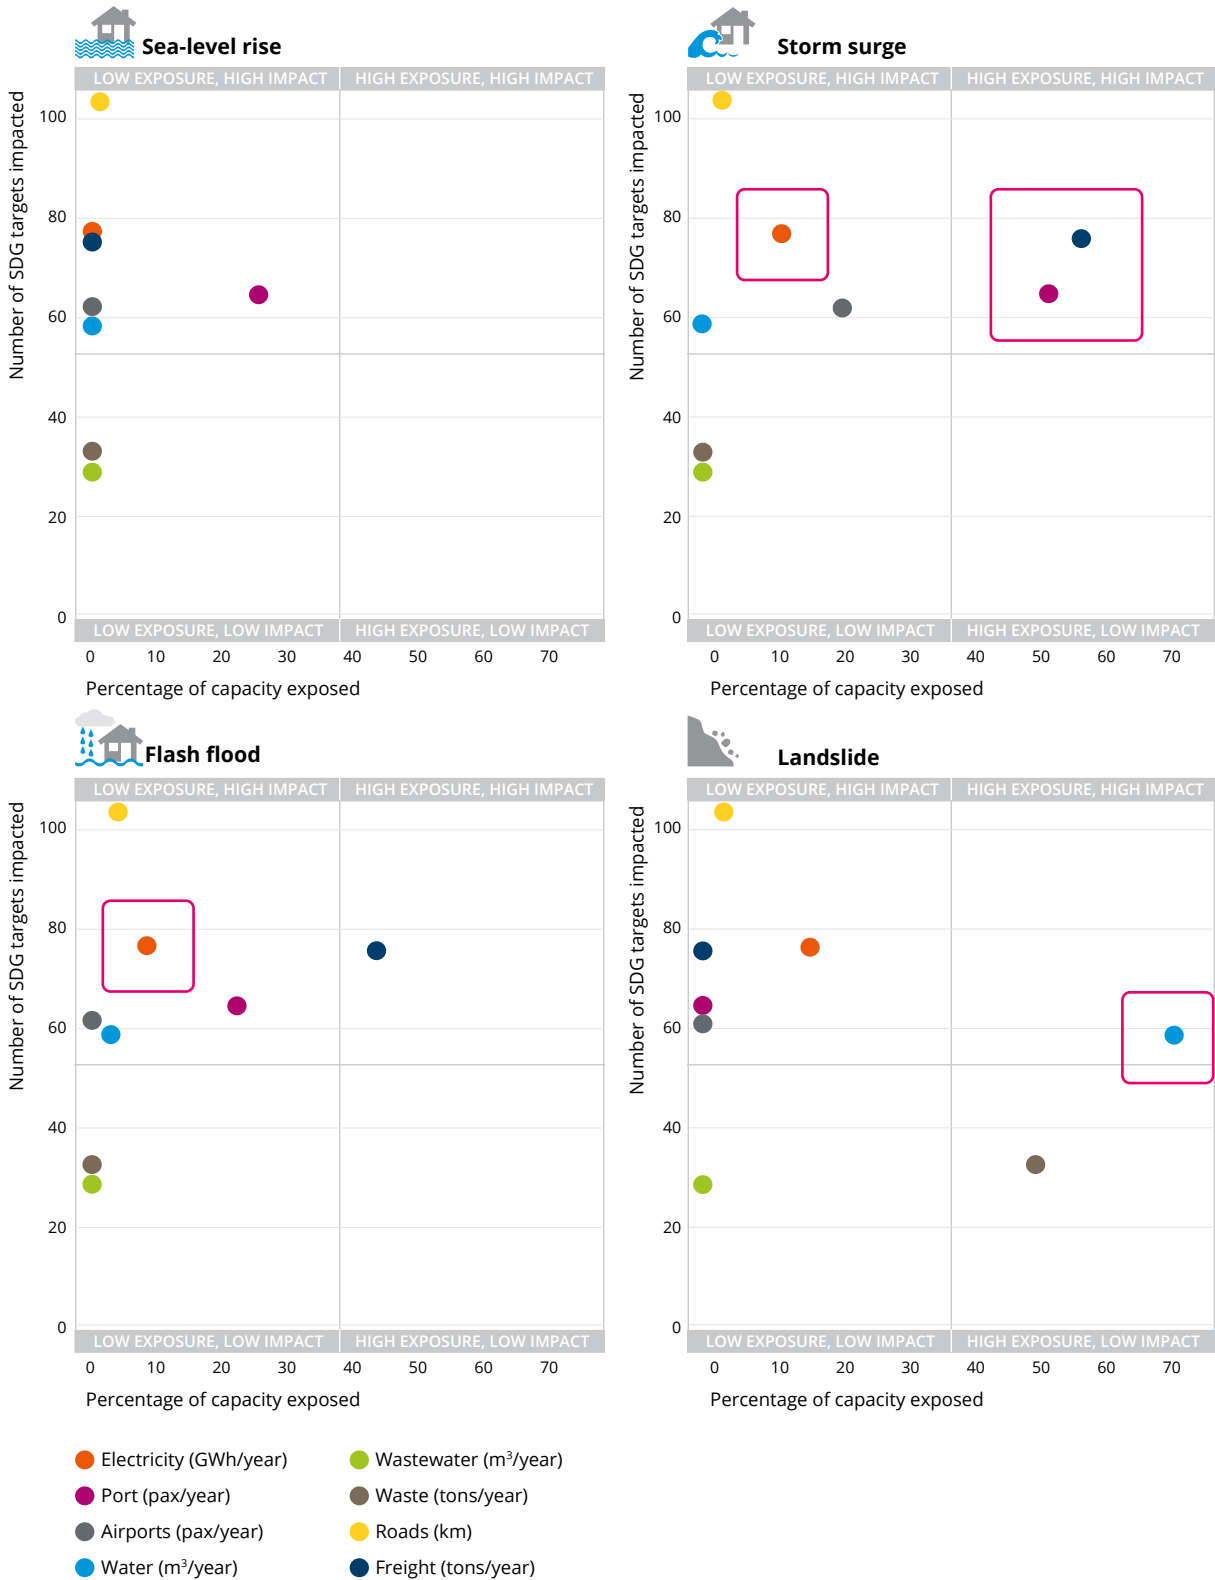 Sea-level rise
LOW EXPOSURE, HIGH IMPACT
HIGH EXPOSURE, HIGH IMPACT
Number of SDG targets impacted
100
80
60
40
20
0
LOW EXPOSURE, LOW IMPACT
HIGH EXPOSURE, LOW IMPACT
0 10 20 30 40 50 60 70
Percentage of capacity exposed
Storm surge
LOW EXPOSURE, HIGH IMPACT
HIGH EXPOSURE, HIGH IMPACT
Number of SDG targets impacted
100
80
60
40
20
0
LOW EXPOSURE, LOW IMPACT
HIGH EXPOSURE, LOW IMPACT
0 10 20 30 40 50 60 70
Percentage of capacity exposed
Flash flood
LOW EXPOSURE, HIGH IMPACT
HIGH EXPOSURE, HIGH IMPACT
Number of SDG targets impacted
100
80
60
40
20
0
LOW EXPOSURE, LOW IMPACT
HIGH EXPOSURE, LOW IMPACT
0 10 20 30 40 50 60 70
Percentage of capacity exposed
Landslide
LOW EXPOSURE, HIGH IMPACT
HIGH EXPOSURE, HIGH IMPACT
Number of SDG targets impacted
100
80
60
40
20
0
LOW EXPOSURE, LOW IMPACT
HIGH EXPOSURE, LOW IMPACT
0 10 20 30 40 50 60 70
Percentage of capacity exposed
Electricity (GWh/year)
Port (pax/year)
Airports (pax/year)
Water (m³/year)
Wastewater (m³/year)
Waste (tons/year)
Roads (km)
Freight (tons/year)